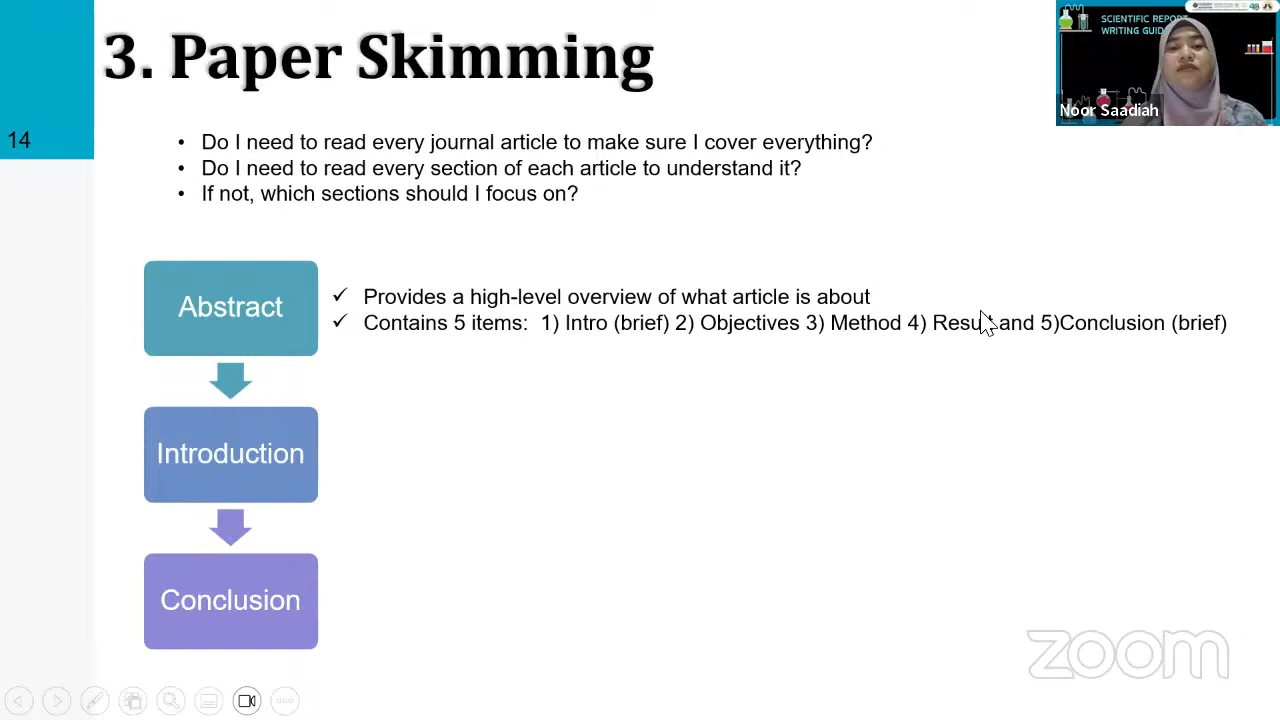 3. Paper Skimming
SCIENTIFIC REPORT
WRITING
Noor Saadiah
14
• Do I need to read every journal article to make sure I cover everything?
• Do I need to read every section of each article to understand it?
• If not, which sections should I focus on?
Abstract
✓ Provides a high-level overview of what article is about
✓ Contains 5 items: 1) Intro (brief) 2) Objectives 3) Method 4) Result and 5)Conclusion (brief)
Introduction
Conclusion
zoom